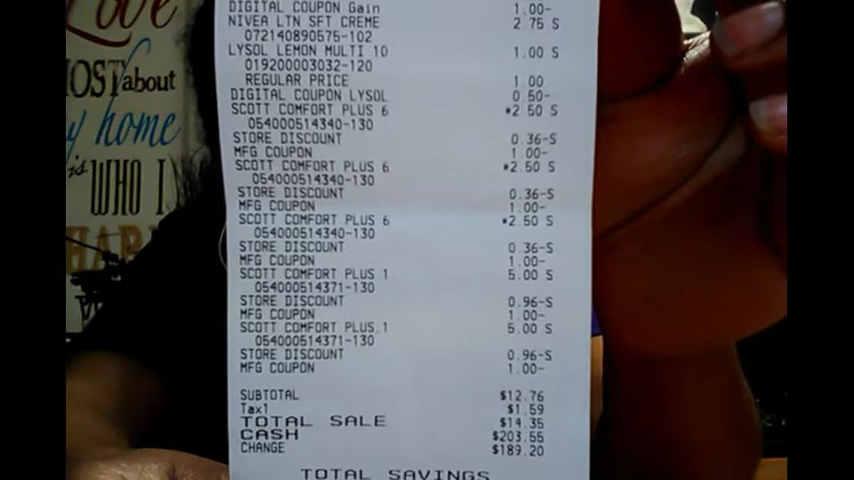 Love
MOST about
my home
is WHO I
SHARE
DIGITAL COUPON Gain 1.00-
NIVEA LTN SFT CREME 2.75 S
072140890575-102
LYSOL LEMON MULTI 10 1.00 S
019200003032-120
REGULAR PRICE 1 00
DIGITAL COUPON LYSOL 0.50-
SCOTT COMFORT PLUS 6 *2 50 S
054000514340-130
STORE DISCOUNT 0.36-S
MFG COUPON 1.00-
SCOTT COMFORT PLUS 6 *2.50 S
054000514340-130
STORE DISCOUNT 0.36-S
MFG COUPON 1.00-
SCOTT COMFORT PLUS 6 *2.50 S
054000514340-130
STORE DISCOUNT 0 36-S
MFG COUPON 1.00-
SCOTT COMFORT PLUS 1 5.00 S
054000514371-130
STORE DISCOUNT 0.96-S
MFG COUPON 1.00-
SCOTT COMFORT PLUS 1 5.00 S
054000514371-130
STORE DISCOUNT 0.96-S
MFG COUPON 1.00-
SUBTOTAL $12.76
Tax1 $1.59
TOTAL SALE $14.35
CASH $203.55
CHANGE $189.20
TOTAL SAVINGS